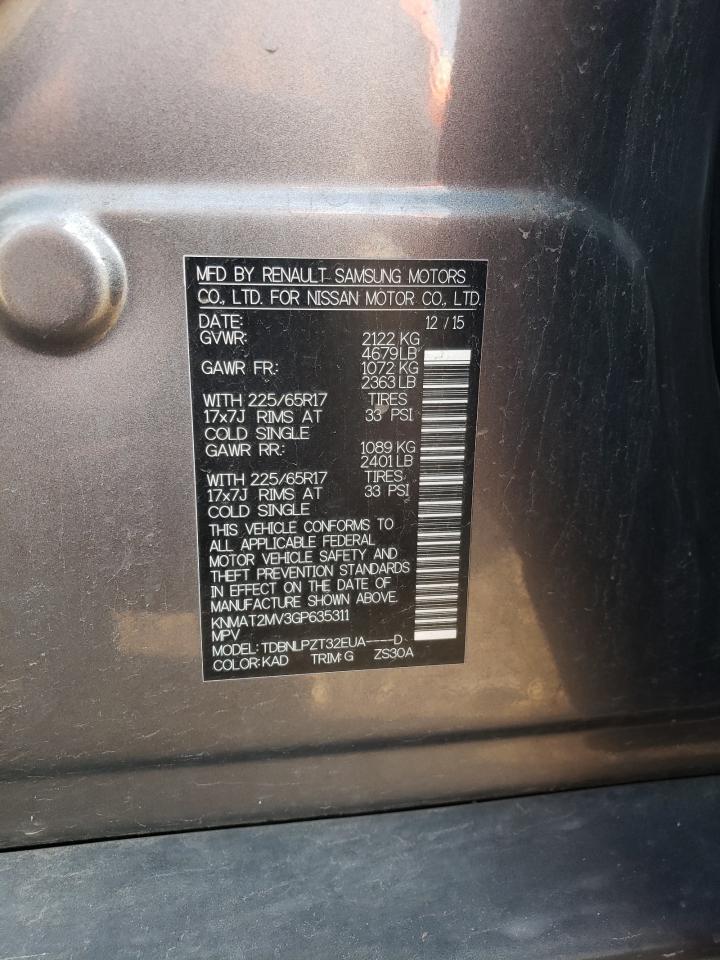 MFD BY RENAULT SAMSUNG MOTORS
CO., LTD. FOR NISSAN MOTOR CO., LTD.
DATE: 12 / 15
GVWR: 2122 KG
4679 LB
GAWR FR.: 1072 KG
2363 LB
WITH 225/65R17 TIRES
17x7J RIMS AT 33 PSI
COLD SINGLE
GAWR RR.: 1089 KG
2401 LB
WITH 225/65R17 TIRES
17x7J RIMS AT 33 PSI
COLD SINGLE
THIS VEHICLE CONFORMS TO
ALL APPLICABLE FEDERAL
MOTOR VEHICLE SAFETY AND
THEFT PREVENTION STANDARDS
IN EFFECT ON THE DATE OF
MANUFACTURE SHOWN ABOVE.
KNMAT2MV3GP635311
MPV
MODEL: TDBNLPZT32EUA----D
COLOR: KAD TRIM: G ZS30A